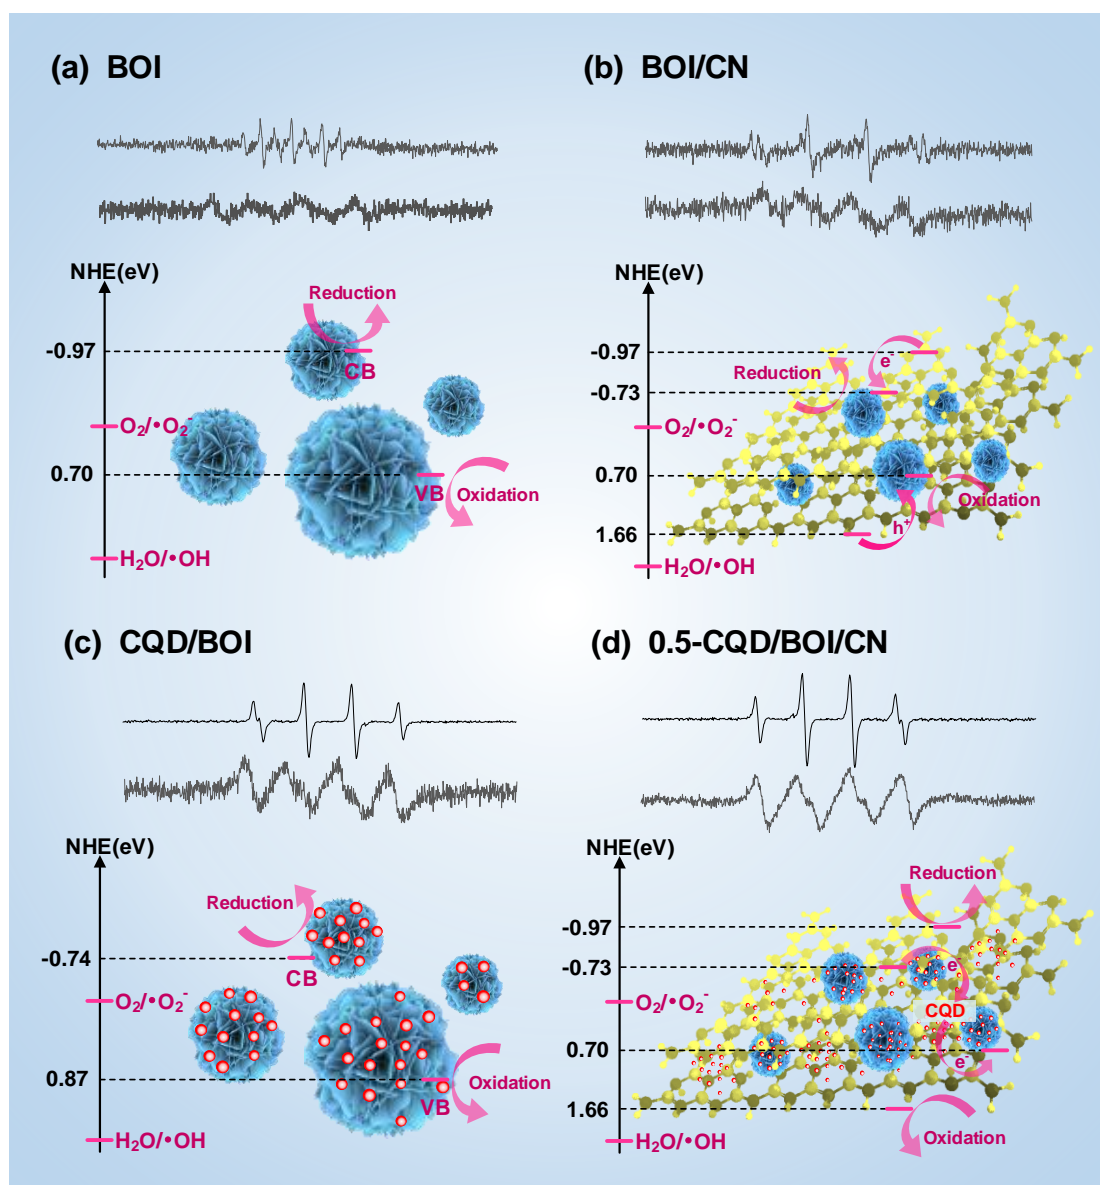 (a) BOI
NHE(eV)
Reduction
-0.97
CB
O₂/•O₂⁻
0.70
VB
Oxidation
H₂O/•OH
(b) BOI/CN
NHE(eV)
-0.97
e⁻
Reduction
-0.73
O₂/•O₂⁻
0.70
Oxidation
h⁺
1.66
H₂O/•OH
(c) CQD/BOI
NHE(eV)
Reduction
-0.74
CB
O₂/•O₂⁻
0.87
Oxidation
VB
H₂O/•OH
(d) 0.5-CQD/BOI/CN
NHE(eV)
Reduction
-0.97
-0.73
e⁻
O₂/•O₂⁻
CQD
0.70
e⁻
1.66
H₂O/•OH
Oxidation